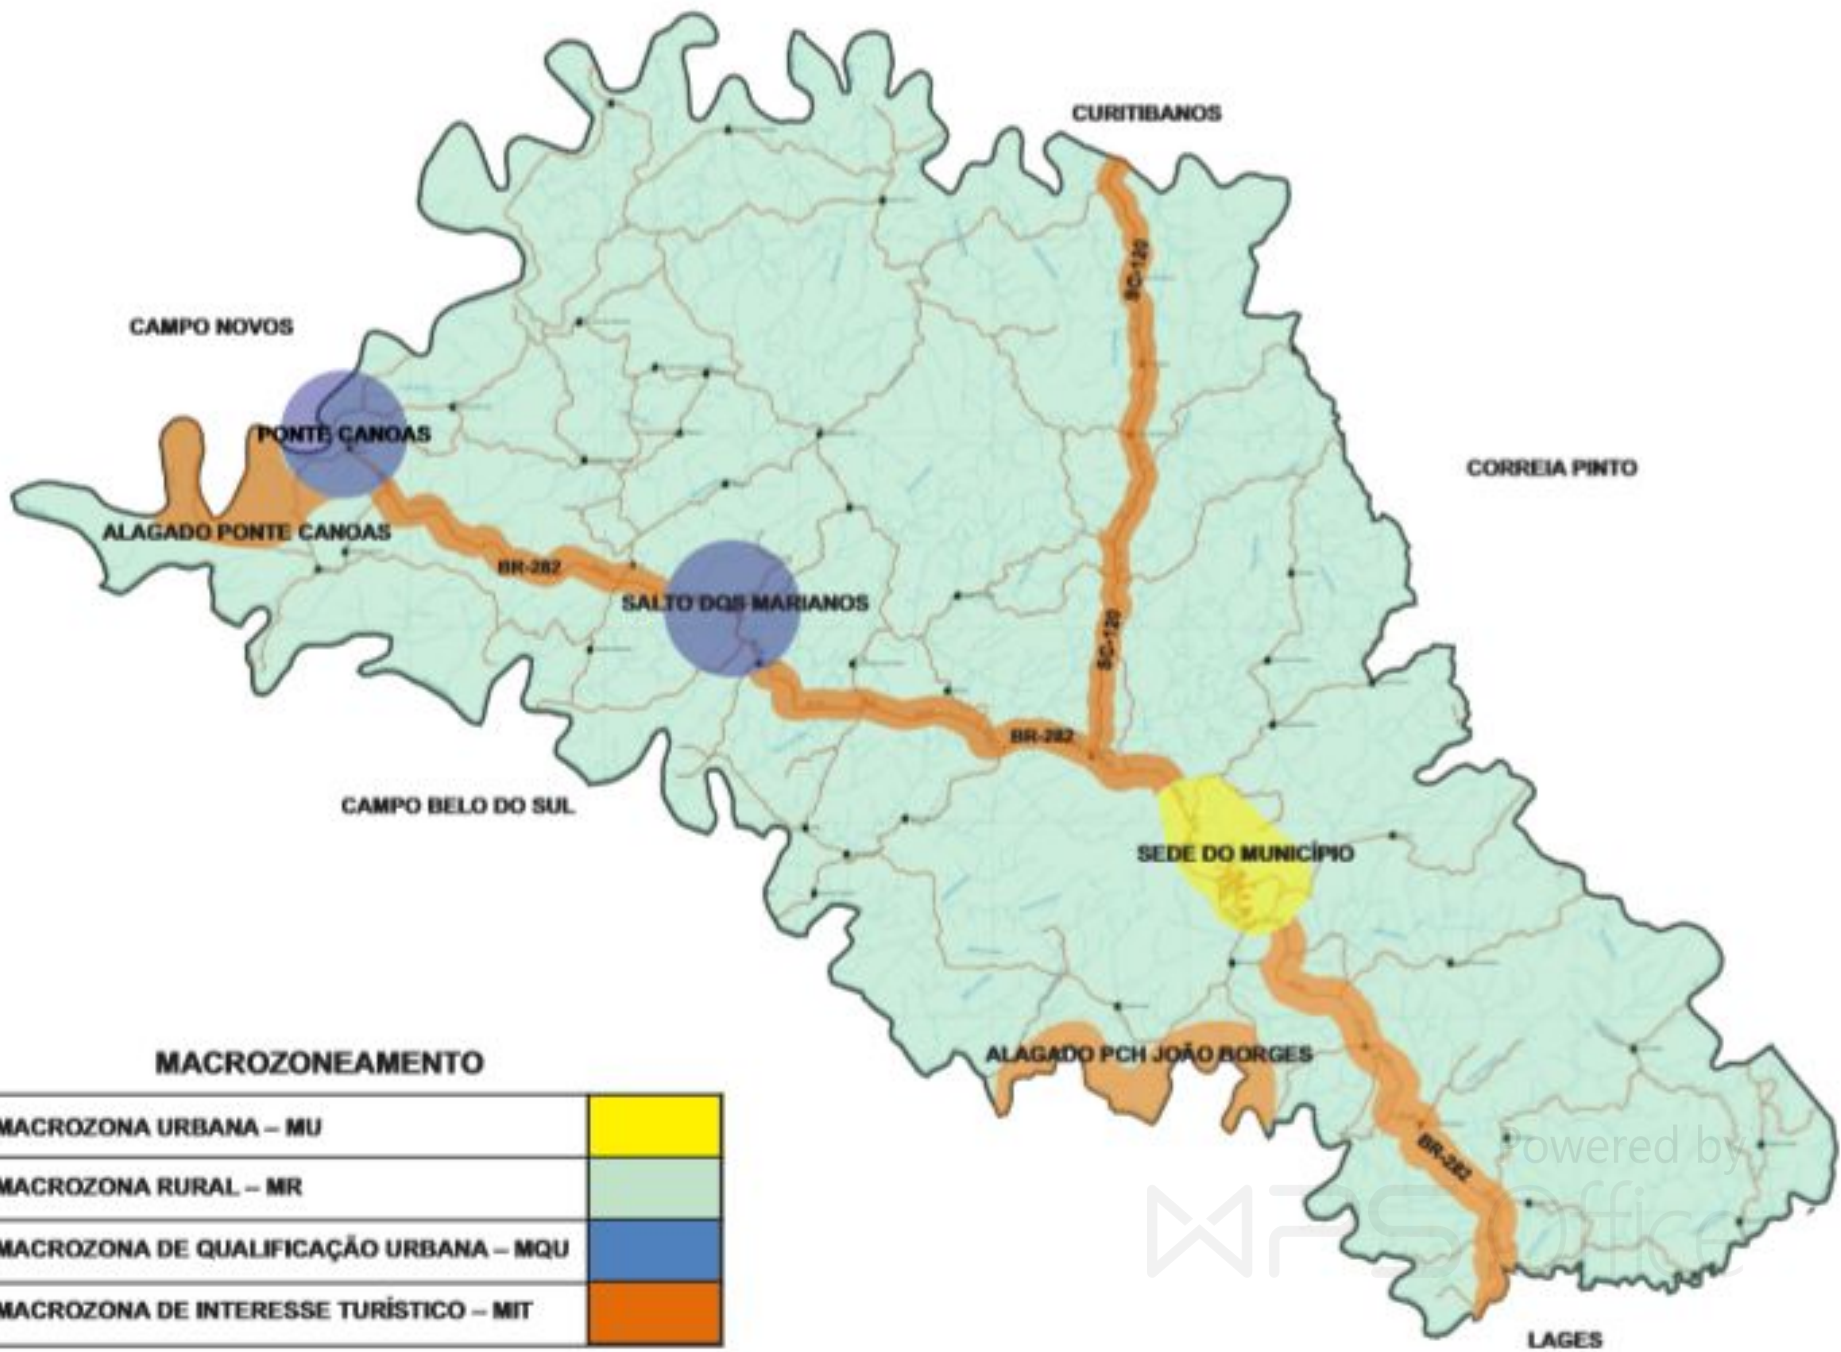 CURITIBANOS
SC-120
CAMPO NOVOS
PONTE CANOAS
CORREIA PINTO
ALAGADO PONTE CANOAS
BR-282
SALTO DOS MARIANOS
SC-120
BR-282
CAMPO BELO DO SUL
SEDE DO MUNICÍPIO
ALAGADO PCH JOÃO BORGES
BR-282
LAGES
MACROZONEAMENTO
MACROZONA URBANA – MU
MACROZONA RURAL – MR
MACROZONA DE QUALIFICAÇÃO URBANA – MQU
MACROZONA DE INTERESSE TURÍSTICO – MIT
Powered by
WPS Office